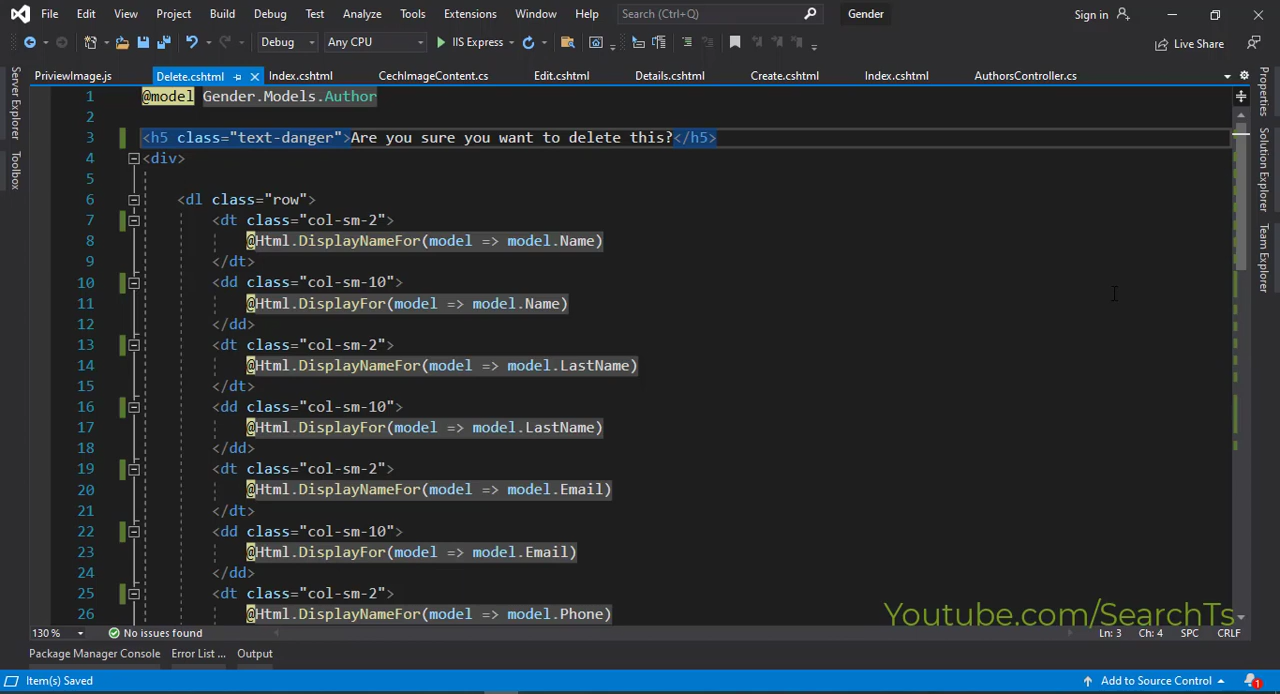 File Edit View Project Build Debug Test Analyze Tools Extensions Window Help Search (Ctrl+Q) Gender Sign in
Debug Any CPU IIS Express Live Share
PriviewImage.js Delete.cshtml Index.cshtml CechImageContent.cs Edit.cshtml Details.cshtml Create.cshtml Index.cshtml AuthorsController.cs
Server Explorer
Toolbox
Properties
Solution Explorer
Team Explorer
1 @model Gender.Models.Author
2
3 <h5 class="text-danger">Are you sure you want to delete this?</h5>
4 <div>
5
6 <dl class="row">
7 <dt class="col-sm-2">
8 @Html.DisplayNameFor(model => model.Name)
9 </dt>
10 <dd class="col-sm-10">
11 @Html.DisplayFor(model => model.Name)
12 </dd>
13 <dt class="col-sm-2">
14 @Html.DisplayNameFor(model => model.LastName)
15 </dt>
16 <dd class="col-sm-10">
17 @Html.DisplayFor(model => model.LastName)
18 </dd>
19 <dt class="col-sm-2">
20 @Html.DisplayNameFor(model => model.Email)
21 </dt>
22 <dd class="col-sm-10">
23 @Html.DisplayFor(model => model.Email)
24 </dd>
25 <dt class="col-sm-2">
26 @Html.DisplayNameFor(model => model.Phone)
Youtube.com/SearchTs
130 % No issues found Ln: 3 Ch: 4 SPC CRLF
Package Manager Console Error List ... Output
Item(s) Saved Add to Source Control 1